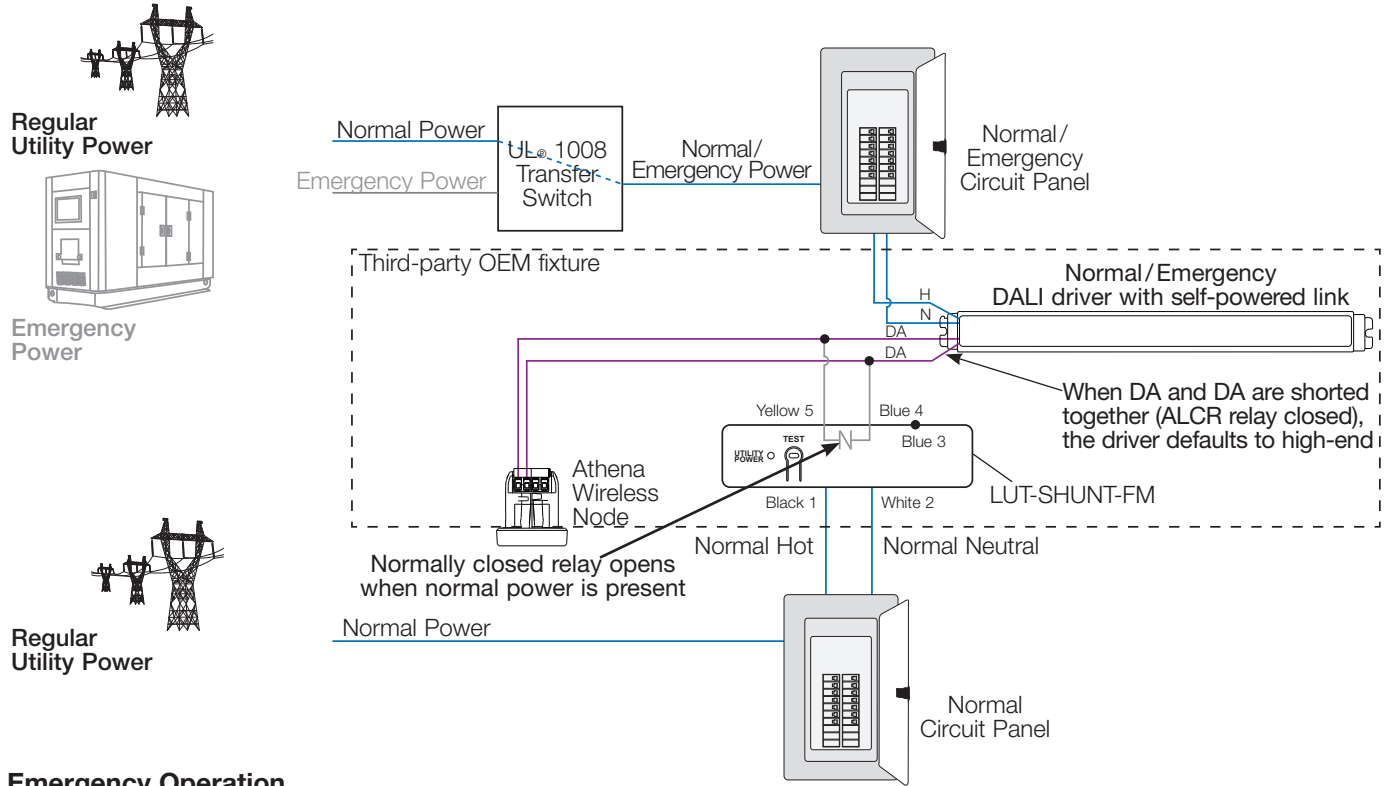 Regular
Utility Power
Normal Power
UL® 1008
Transfer
Switch
Emergency Power
Normal/
Emergency Power
Normal/
Emergency
Circuit Panel
Emergency
Power
Third-party OEM fixture
Normal/Emergency
DALI driver with self-powered link
H
N
DA
DA
When DA and DA are shorted
together (ALCR relay closed),
the driver defaults to high-end
Yellow 5
Blue 4
Blue 3
TEST
UTILITY
POWER
N
LUT-SHUNT-FM
Black 1
White 2
Athena
Wireless
Node
Normal Hot
Normal Neutral
Normally closed relay opens
when normal power is present
Regular
Utility Power
Normal Power
Normal
Circuit Panel
Emergency Operation